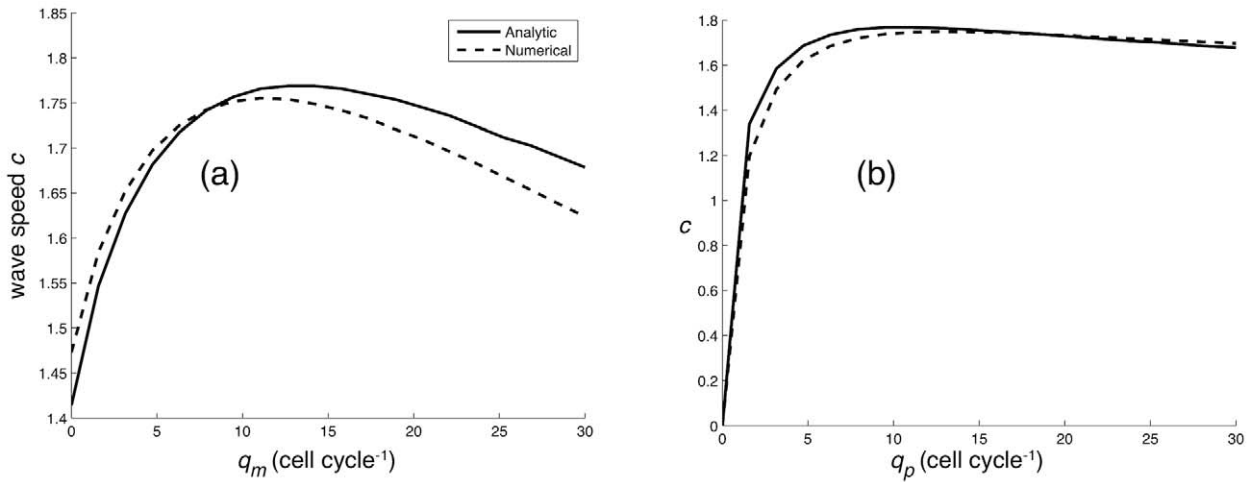 1.85
1.8
1.75
1.7
1.65
1.6
1.55
1.5
1.45
1.4
wave speed c
0 5 10 15 20 25 30
q_m (cell cycle⁻¹)
Analytic
Numerical
(a)
1.8
1.6
1.4
1.2
1
0.8
0.6
0.4
0.2
0
c
0 5 10 15 20 25 30
q_p (cell cycle⁻¹)
(b)